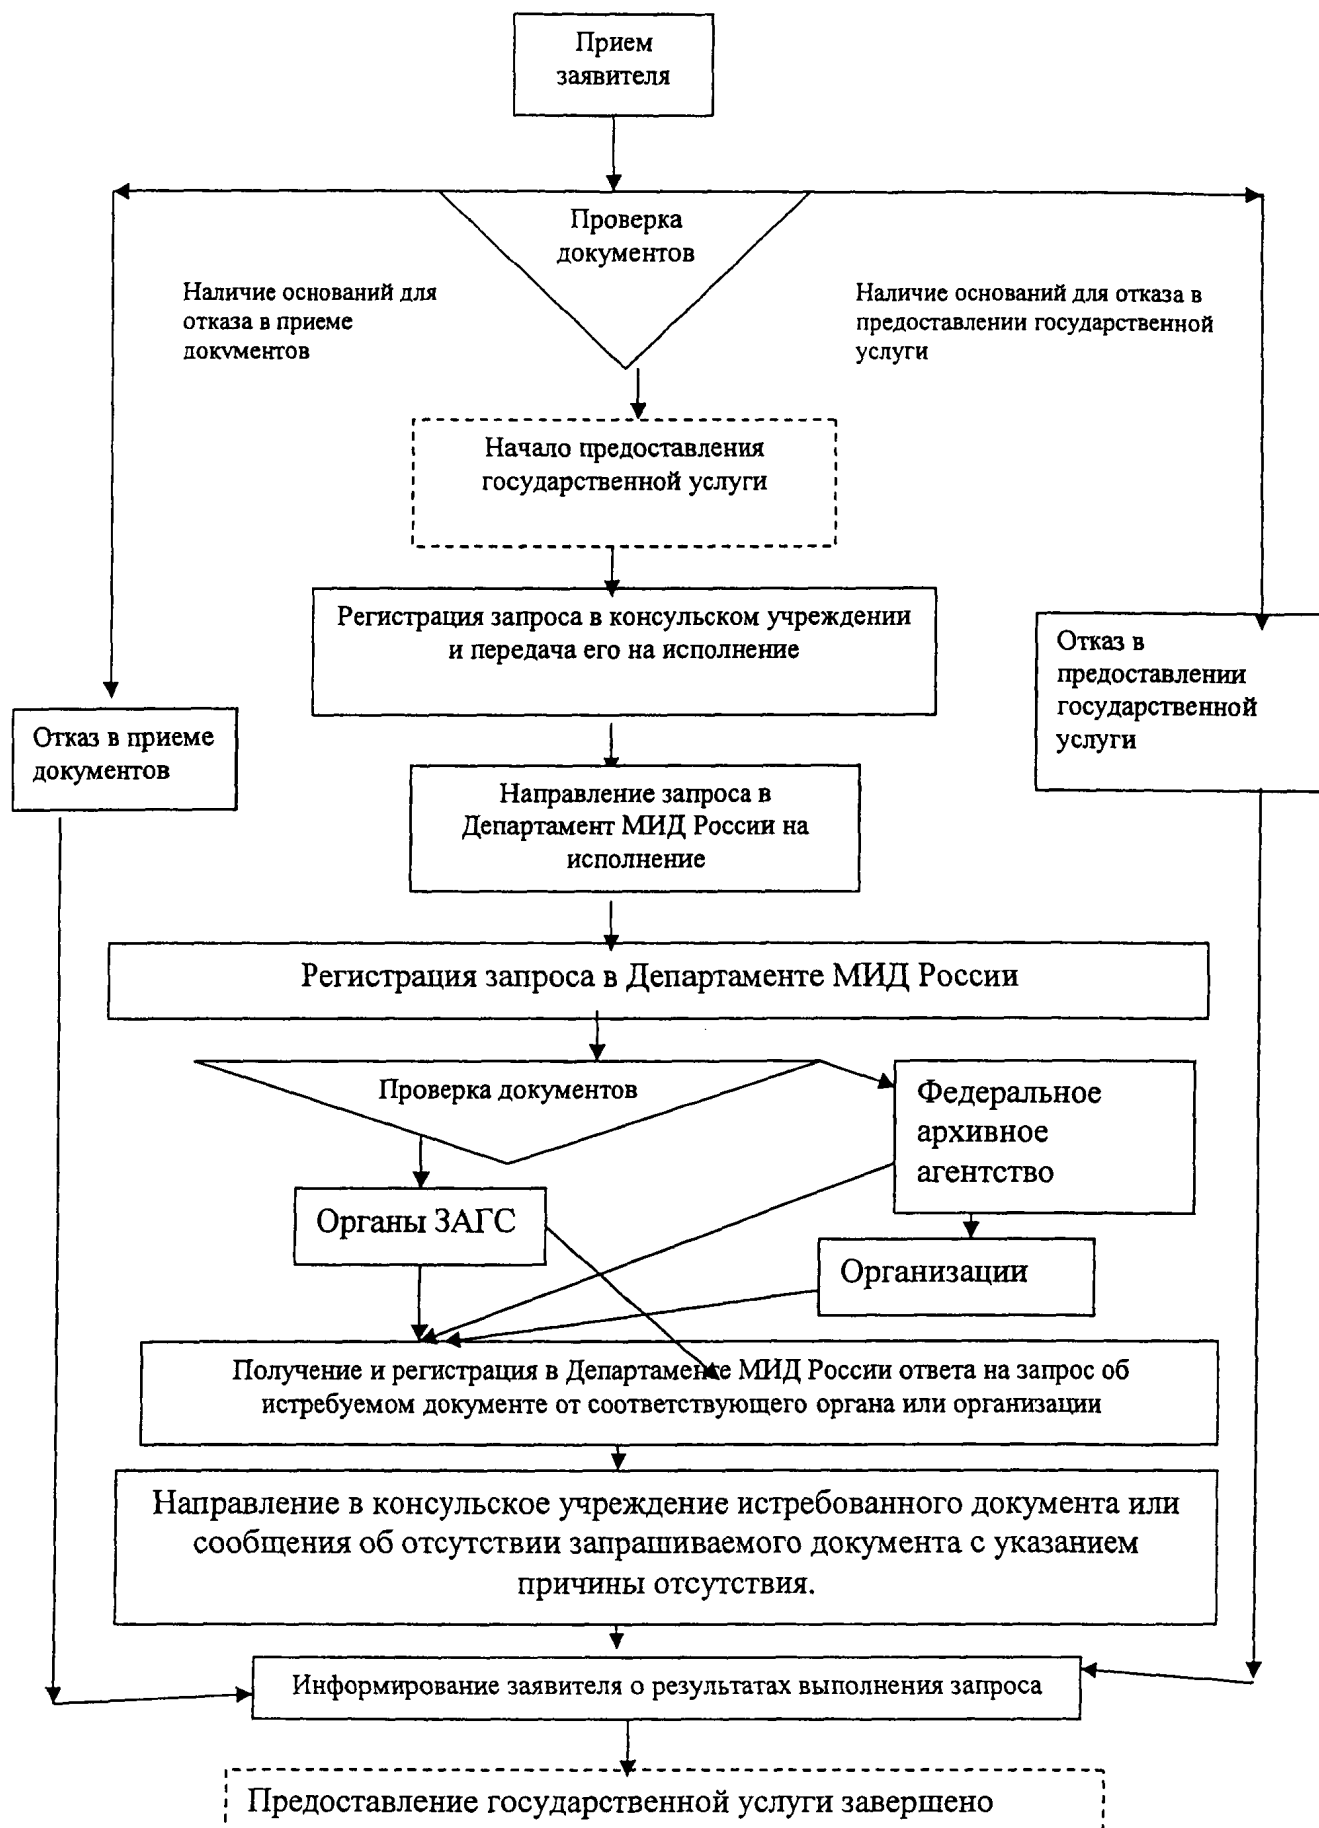 Прием
заявителя
Проверка
документов
Наличие оснований для
отказа в приеме
документов
Наличие оснований для отказа в
предоставлении государственной
услуги
Начало предоставления
государственной услуги
Регистрация запроса в консульском учреждении
и передача его на исполнение
Отказ в
предоставлении
государственной
услуги
Отказ в приеме
документов
Направление запроса в
Департамент МИД России на
исполнение
Регистрация запроса в Департаменте МИД России
Проверка документов
Федеральное
архивное
агентство
Органы ЗАГС
Организации
Получение и регистрация в Департаменте МИД России ответа на запрос об
истребуемом документе от соответствующего органа или организации
Направление в консульское учреждение истребованного документа или
сообщения об отсутствии запрашиваемого документа с указанием
причины отсутствия.
Информирование заявителя о результатах выполнения запроса
Предоставление государственной услуги завершено